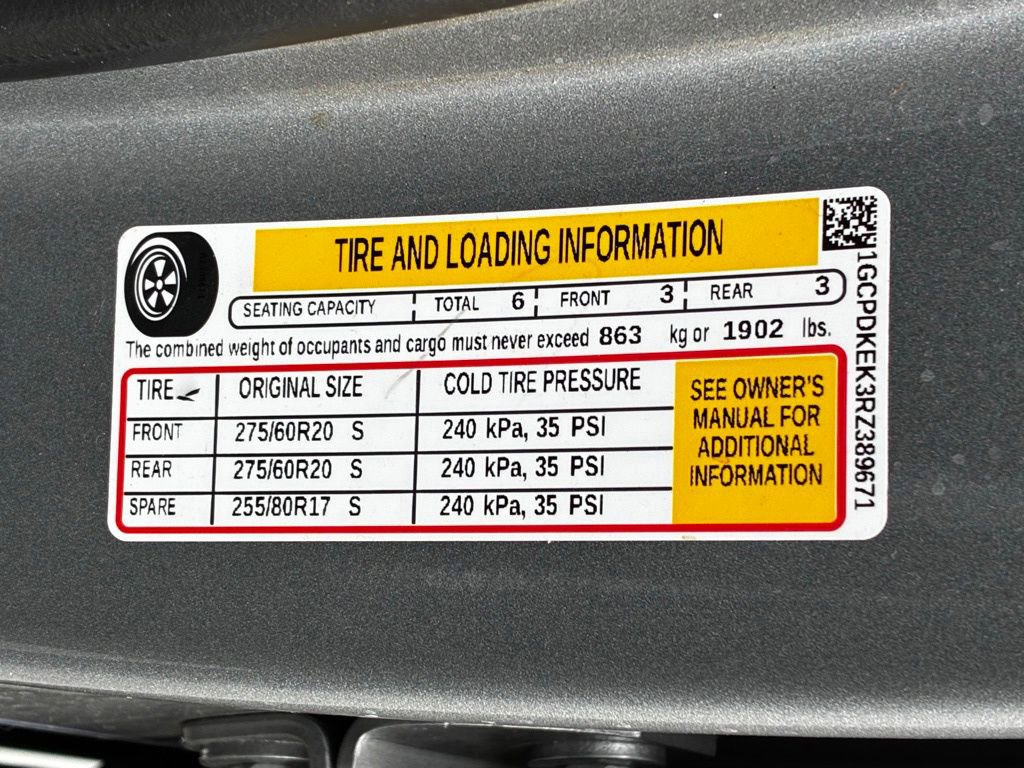 TIRE AND LOADING INFORMATION
SEATING CAPACITY TOTAL 6 FRONT 3 REAR 3
The combined weight of occupants and cargo must never exceed 863 kg or 1902 lbs.
TIRE ORIGINAL SIZE COLD TIRE PRESSURE
FRONT 275/60R20 S 240 kPa, 35 PSI
REAR 275/60R20 S 240 kPa, 35 PSI
SPARE 255/80R17 S 240 kPa, 35 PSI
SEE OWNER'S
MANUAL FOR
ADDITIONAL
INFORMATION
1GCPDKEK3RZ389671